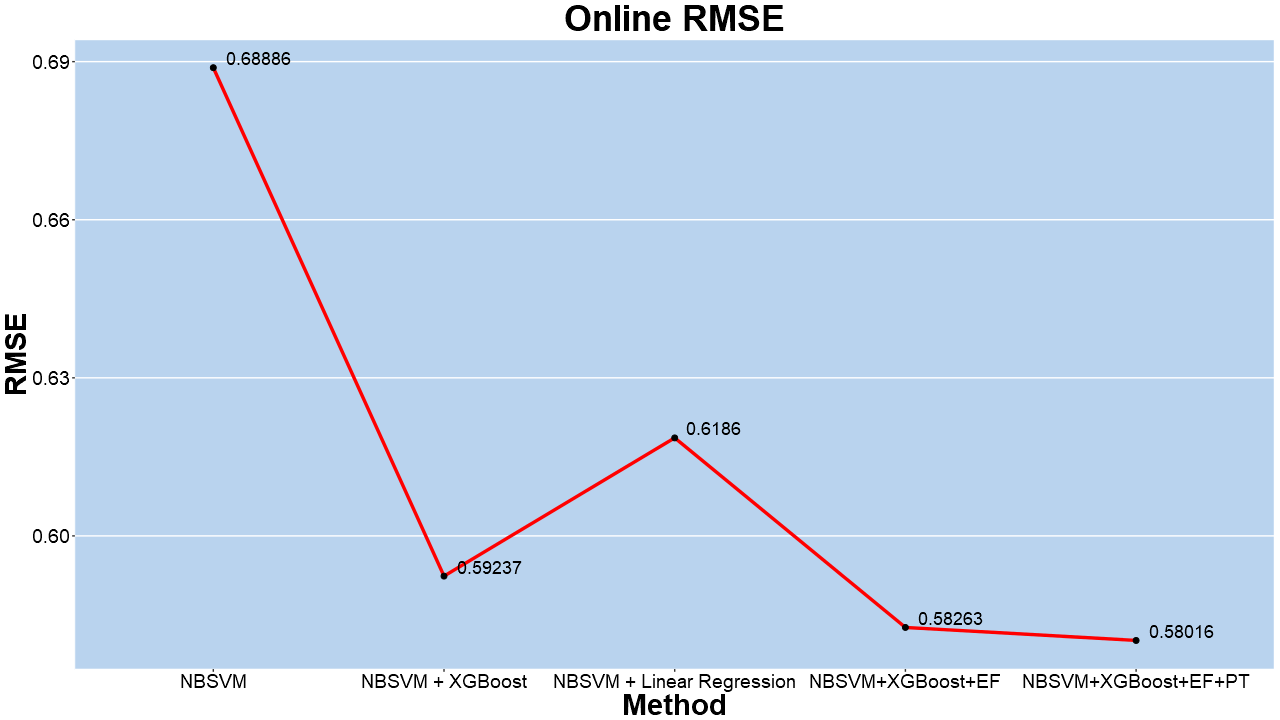 Online RMSE
RMSE
0.69
0.66
0.63
0.60
0.68886
0.59237
0.6186
0.58263
0.58016
NBSVM
NBSVM + XGBoost
NBSVM + Linear Regression
NBSVM+XGBoost+EF
NBSVM+XGBoost+EF+PT
Method